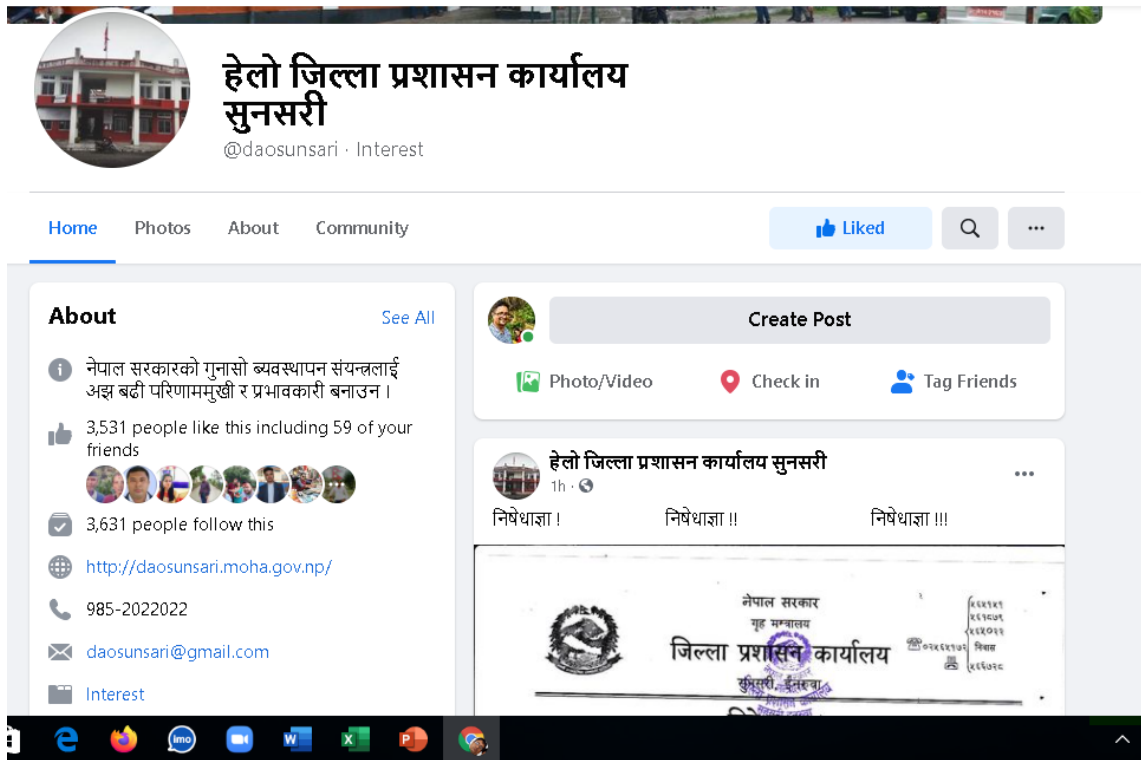 हेलो जिल्ला प्रशासन कार्यालय
सुनसरी
@daosunsari · Interest
Home Photos About Community
Liked
About
See All
नेपाल सरकारको गुनासो ब्यवस्थापन संयन्त्रलाई
अझ बढी परिणाममुखी र प्रभावकारी बनाउन ।
3,531 people like this including 59 of your
friends
3,631 people follow this
http://daosunsari.moha.gov.np/
985-2022022
daosunsari@gmail.com
Interest
Create Post
Photo/Video Check in Tag Friends
हेलो जिल्ला प्रशासन कार्यालय सुनसरी
1h ·
निषेधाज्ञा ! निषेधाज्ञा !! निषेधाज्ञा !!!
नेपाल सरकार
गृह मन्त्रालय
जिल्ला प्रशासन कार्यालय
सुनसरी, ईनरुवा
निवास
imo